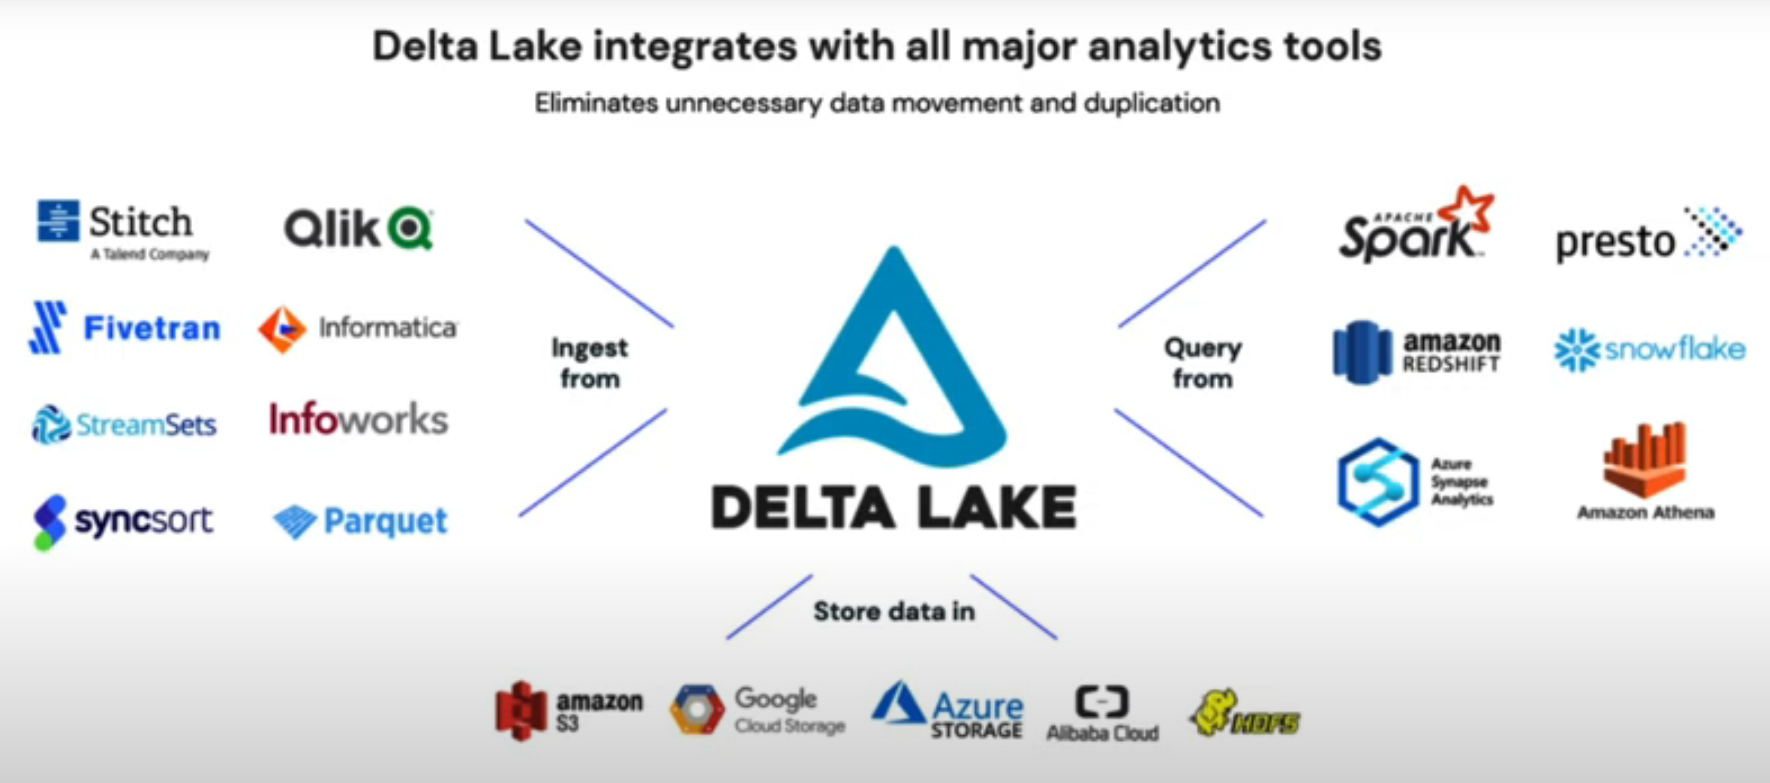 Delta Lake integrates with all major analytics tools
Eliminates unnecessary data movement and duplication
Stitch
A Talend Company
Qlik
Fivetran
Informatica
StreamSets
Infoworks
syncsort
Parquet
Ingest
from
DELTA LAKE
Query
from
APACHE
Spark™
presto
amazon
REDSHIFT
snowflake
Azure
Synapse
Analytics
Amazon Athena
Store data in
amazon
S3
Google
Cloud Storage
Azure
STORAGE
Alibaba Cloud
HDFS